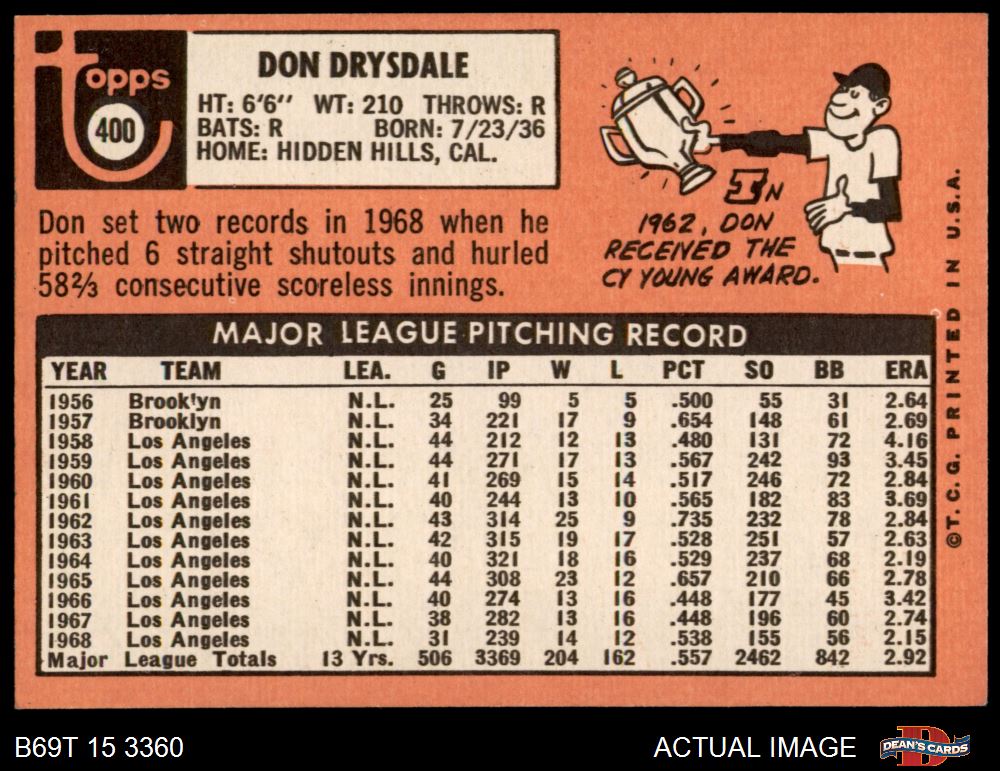 Topps
400
DON DRYSDALE
HT: 6'6" WT: 210 THROWS: R
BATS: R BORN: 7/23/36
HOME: HIDDEN HILLS, CAL.
Don set two records in 1968 when he
pitched 6 straight shutouts and hurled
58⅔ consecutive scoreless innings.
IN
1962, DON
RECEIVED THE
CY YOUNG AWARD.
MAJOR LEAGUE PITCHING RECORD
YEAR TEAM LEA. G IP W L PCT SO BB ERA
1956 Brook'yn N.L. 25 99 5 5 .500 55 31 2.64
1957 Brooklyn N.L. 34 221 17 9 .654 148 61 2.69
1958 Los Angeles N.L. 44 212 12 13 .480 131 72 4.16
1959 Los Angeles N.L. 44 271 17 13 .567 242 93 3.45
1960 Los Angeles N.L. 41 269 15 14 .517 246 72 2.84
1961 Los Angeles N.L. 40 244 13 10 .565 182 83 3.69
1962 Los Angeles N.L. 43 314 25 9 .735 232 78 2.84
1963 Los Angeles N.L. 42 315 19 17 .528 251 57 2.63
1964 Los Angeles N.L. 40 321 18 16 .529 237 68 2.19
1965 Los Angeles N.L. 44 308 23 12 .657 210 66 2.78
1966 Los Angeles N.L. 40 274 13 16 .448 177 45 3.42
1967 Los Angeles N.L. 38 282 13 16 .448 196 60 2.74
1968 Los Angeles N.L. 31 239 14 12 .538 155 56 2.15
Major League Totals 13 Yrs. 506 3369 204 162 .557 2462 842 2.92
©T. C. G. PRINTED IN U.S.A.
B69T 15 3360
ACTUAL IMAGE
DEAN'S CARDS